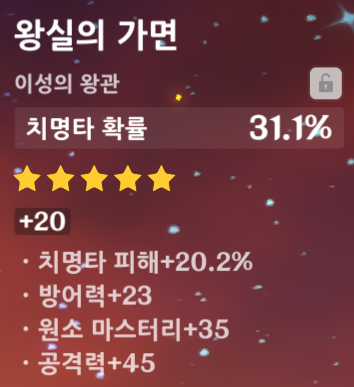 왕실의 가면
이성의 왕관
치명타 확률 31.1%
+20
· 치명타 피해+20.2%
· 방어력+23
· 원소 마스터리+35
· 공격력+45